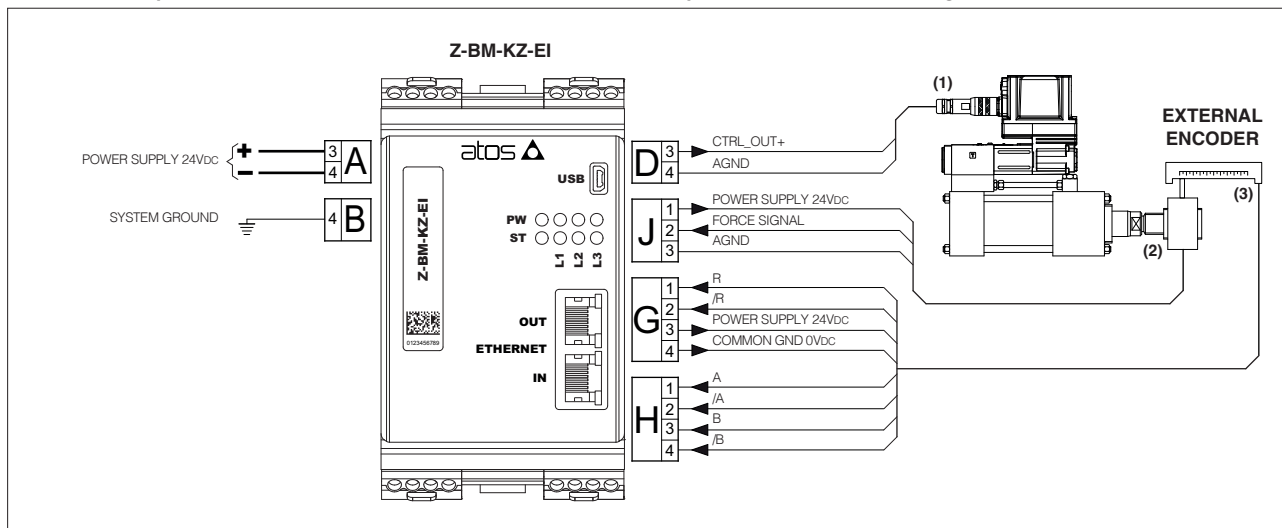 Z-BM-KZ-EI
POWER SUPPLY 24VDC
+
−
3
4
A
SYSTEM GROUND
4
B
atos
USB
PW
ST
L1
L2
L3
Z-BM-KZ-EI
0123456789
OUT
ETHERNET
IN
D
3
4
CTRL_OUT+
AGND
J
1
2
3
POWER SUPPLY 24VDC
FORCE SIGNAL
AGND
G
1
2
3
4
R
/R
POWER SUPPLY 24VDC
COMMON GND 0VDC
H
1
2
3
4
A
/A
B
/B
(1)
EXTERNAL
ENCODER
(3)
(2)